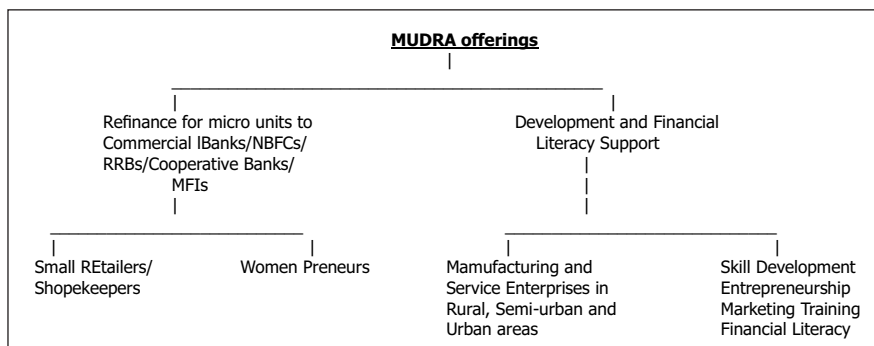 MUDRA offerings
Refinance for micro units to
Commercial lBanks/NBFCs/
RRBs/Cooperative Banks/
MFIs
Development and Financial
Literacy Support
Small REtailers/
Shopekeepers
Women Preneurs
Mamufacturing and
Service Enterprises in
Rural, Semi-urban and
Urban areas
Skill Development
Entrepreneurship
Marketing Training
Financial Literacy